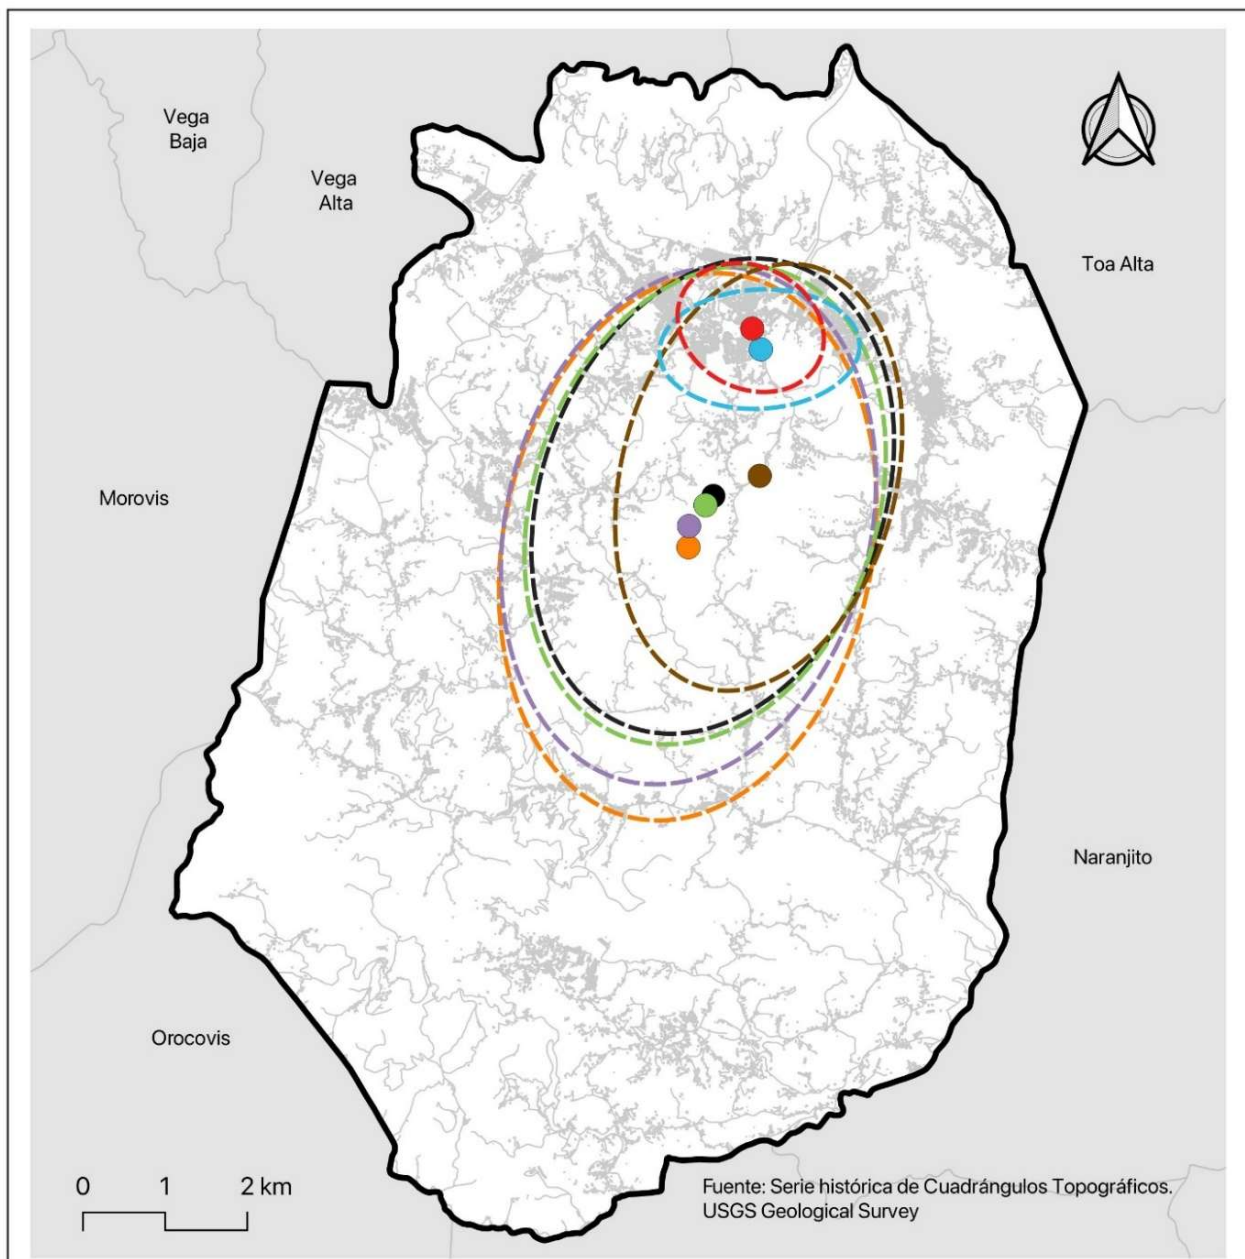 Vega
Baja
Vega
Alta
Toa Alta
Morovis
Naranjito
Orocovis
0 1 2 km
Fuente: Serie histórica de Cuadrángulos Topográficos.
USGS Geological Survey